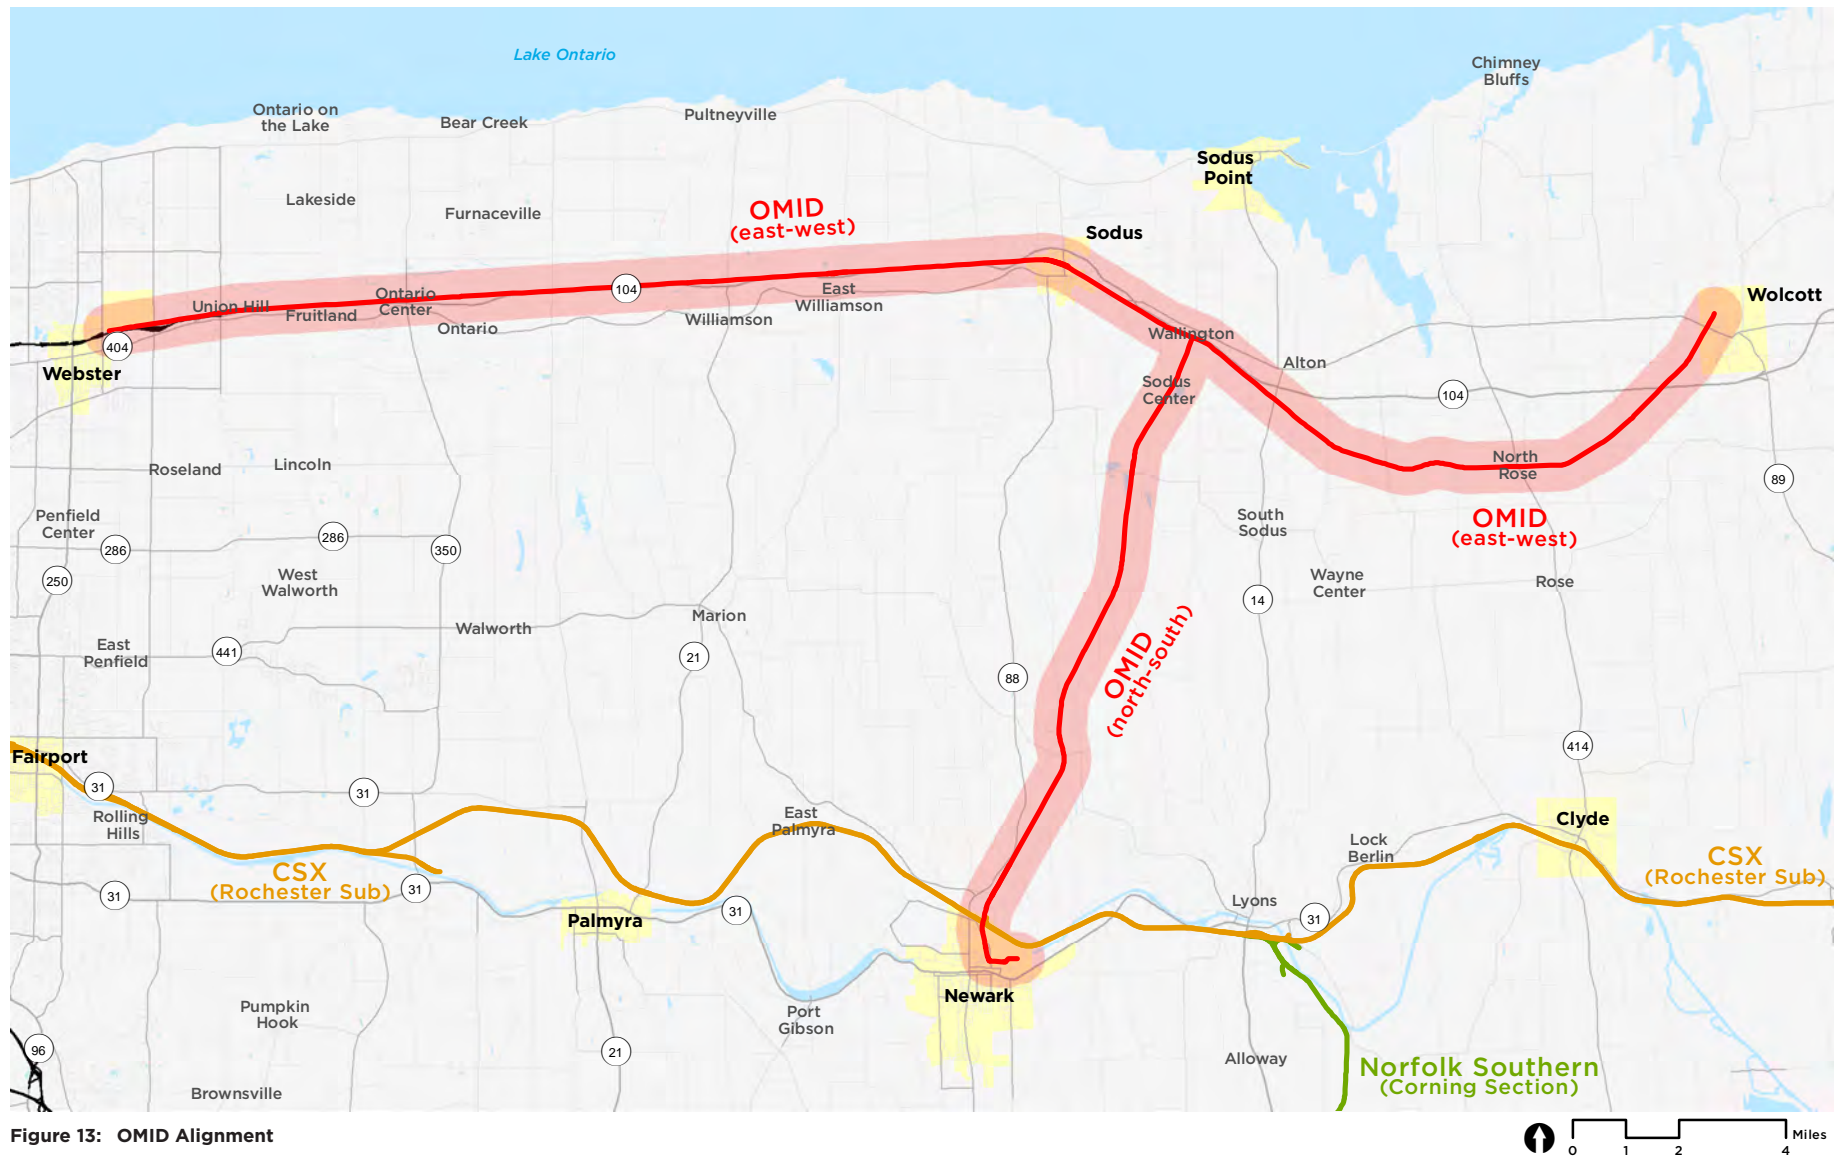 Lake Ontario
Chimney
Bluffs
Ontario on
the Lake
Bear Creek
Pultneyville
Sodus
Point
Lakeside
Furnaceville
OMID
(east-west)
Sodus
Union Hill
Ontario
Center
Fruitland
Ontario
104
East
Williamson
Williamson
Wolcott
404
Webster
Wallington
Alton
Sodus
Center
104
Roseland
Lincoln
North
Rose
89
Penfield
Center
286
286
350
250
West
Walworth
South
Sodus
OMID
(east-west)
Wayne
Center
Rose
14
Marion
Walworth
East
Penfield
441
21
88
OMID
(north-south)
414
Fairport
31
31
Rolling
Hills
East
Palmyra
Clyde
Lock
Berlin
CSX
(Rochester Sub)
CSX
(Rochester Sub)
31
31
Palmyra
31
Lyons
31
Newark
Pumpkin
Hook
Port
Gibson
96
21
Alloway
Norfolk Southern
(Corning Section)
Brownsville
Figure 13: OMID Alignment
0 1 2 4 Miles